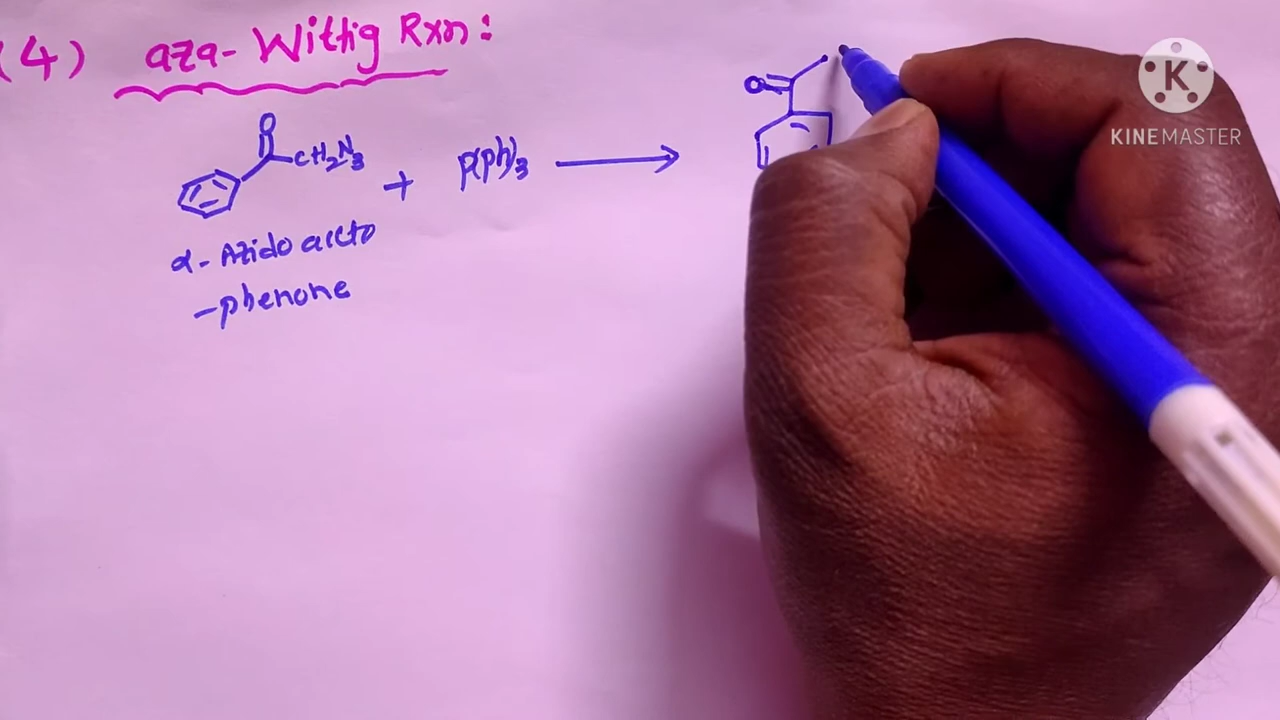 (4) aza-Wittig Rxn:
O
CH2N3 + P(Ph)3
O
α-Azido aceto
-phenone
K
KINEMASTER